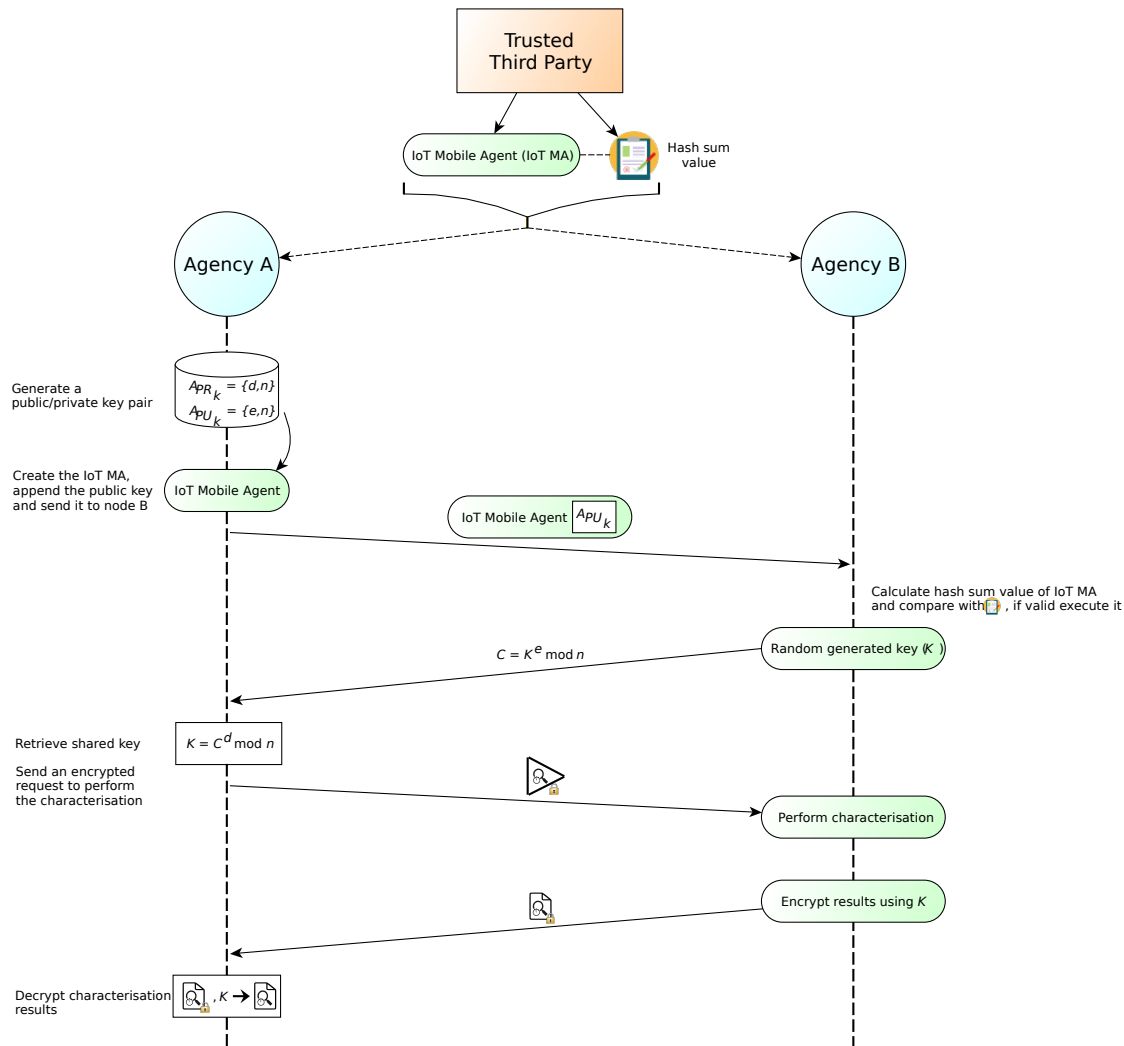 Trusted
Third Party
IoT Mobile Agent (IoT MA)
Hash sum
value
Agency A
Agency B
Generate a
public/private key pair
A_PR_k = {d,n}
A_PU_k = {e,n}
Create the IoT MA,
append the public key
and send it to node B
IoT Mobile Agent
IoT Mobile Agent A_PU_k
Calculate hash sum value of IoT MA
and compare with , if valid execute it
Random generated key (K )
C = K^e mod n
Retrieve shared key
K = C^d mod n
Send an encrypted
request to perform
the characterisation
Perform characterisation
Encrypt results using K
Decrypt characterisation
results
, K →